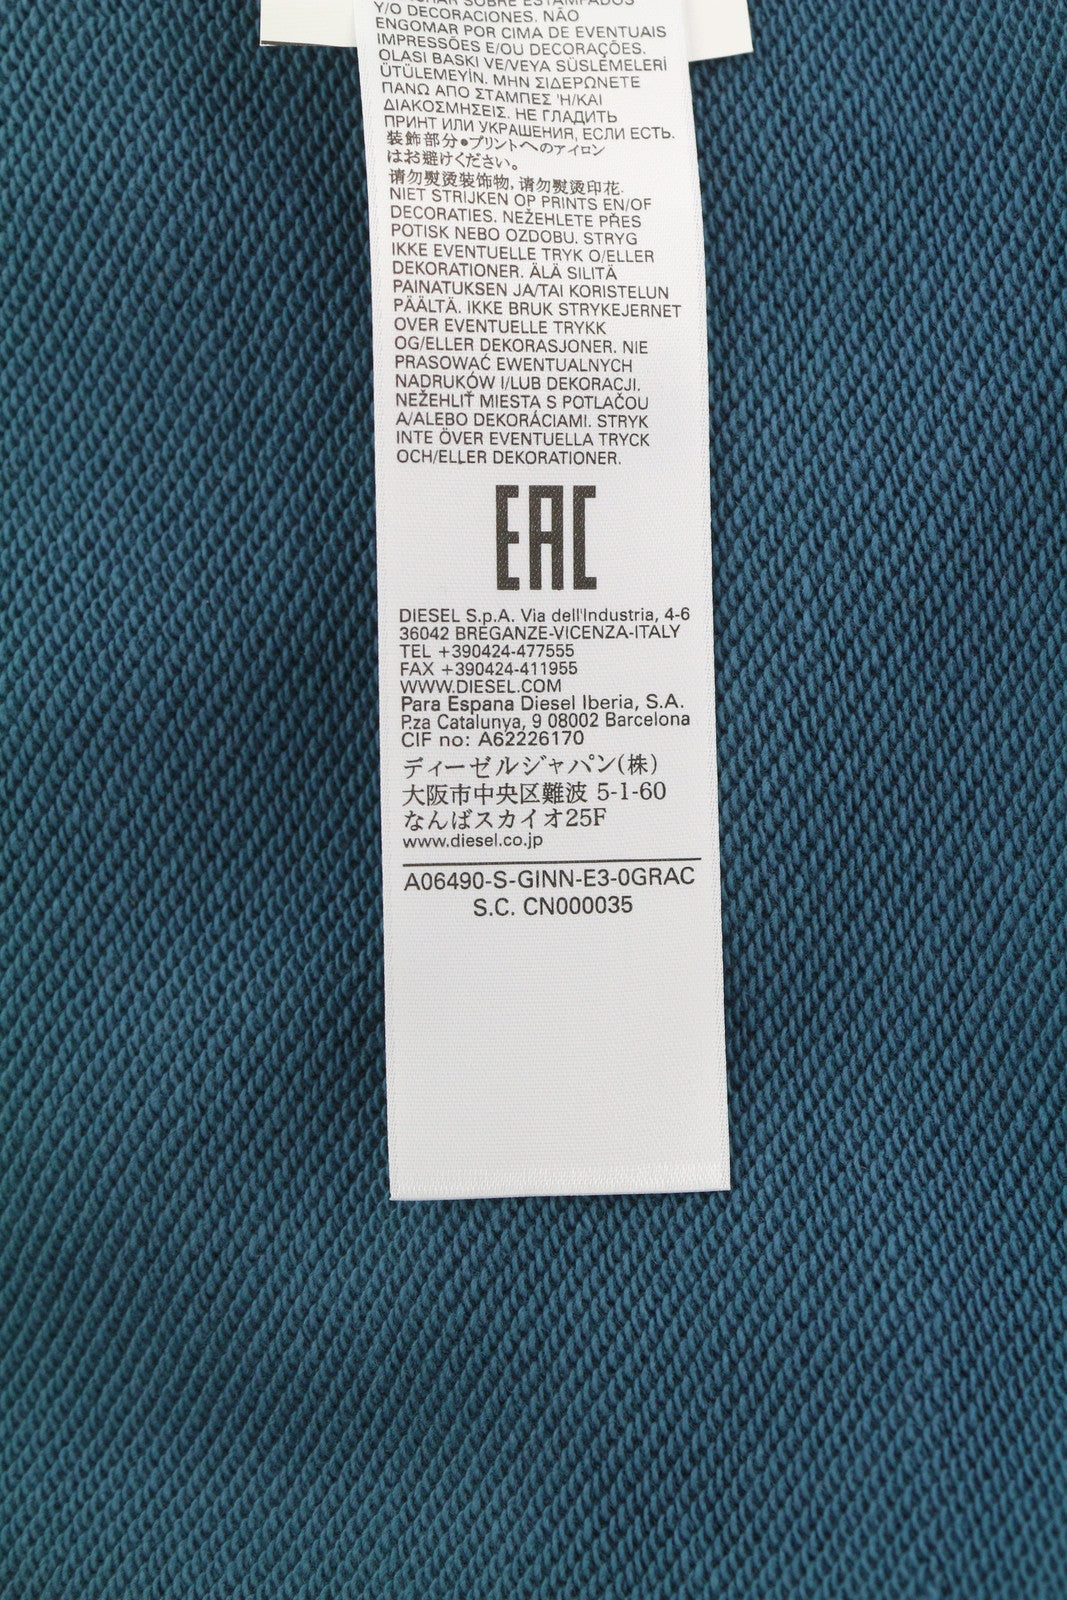 SOBRE ESTAMPADOS
Y/O DECORACIONES. NÃO
ENGOMAR POR CIMA DE EVENTUAIS
IMPRESSÕES E/OU DECORAÇÕES.
OLASI BASKI VE/VEYA SÜSLEMELERİ
ÜTÜLEMEYİN. ΜΗΝ ΣΙΔΕΡΩΝΕΤΕ
ΠΑΝΩ ΑΠΟ ΣΤΑΜΠΕΣ 'Η/ΚΑΙ
ΔΙΑΚΟΣΜΗΣΕΙΣ. НЕ ГЛАДИТЬ
ПРИНТ ИЛИ УКРАШЕНИЯ, ЕСЛИ ЕСТЬ.
装飾部分●プリントへのアイロン
はお避けください。
请勿熨烫装饰物, 请勿熨烫印花.
NIET STRIJKEN OP PRINTS EN/OF
DECORATIES. NEŽEHLETE PŘES
POTISK NEBO OZDOBU. STRYG
IKKE EVENTUELLE TRYK O/ELLER
DEKORATIONER. ÄLÄ SILITÄ
PAINATUKSEN JA/TAI KORISTELUN
PÄÄLTÄ. IKKE BRUK STRYKEJERNET
OVER EVENTUELLE TRYKK
OG/ELLER DEKORASJONER. NIE
PRASOWAĆ EWENTUALNYCH
NADRUKÓW I/LUB DEKORACJI.
NEŽEHLIŤ MIESTA S POTLAČOU
A/ALEBO DEKORÁCIAMI. STRYK
INTE ÖVER EVENTUELLA TRYCK
OCH/ELLER DEKORATIONER.
EAC
DIESEL S.p.A. Via dell'Industria, 4-6
36042 BREGANZE-VICENZA-ITALY
TEL +390424-477555
FAX +390424-411955
WWW.DIESEL.COM
Para Espana Diesel Iberia, S.A.
P.za Catalunya, 9 08002 Barcelona
CIF no: A62226170
ディーゼルジャパン(株)
大阪市中央区難波 5-1-60
なんばスカイオ25F
www.diesel.co.jp
A06490-S-GINN-E3-0GRAC
S.C. CN000035